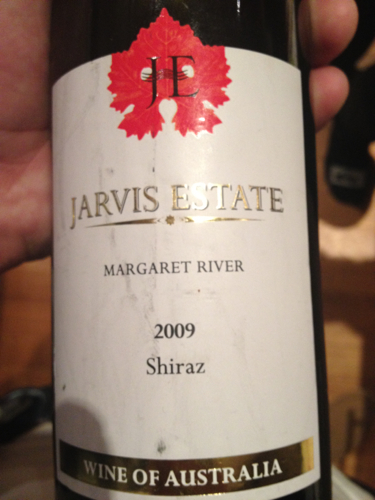 JE
JARVIS ESTATE
MARGARET RIVER
2009
Shiraz
WINE OF AUSTRALIA